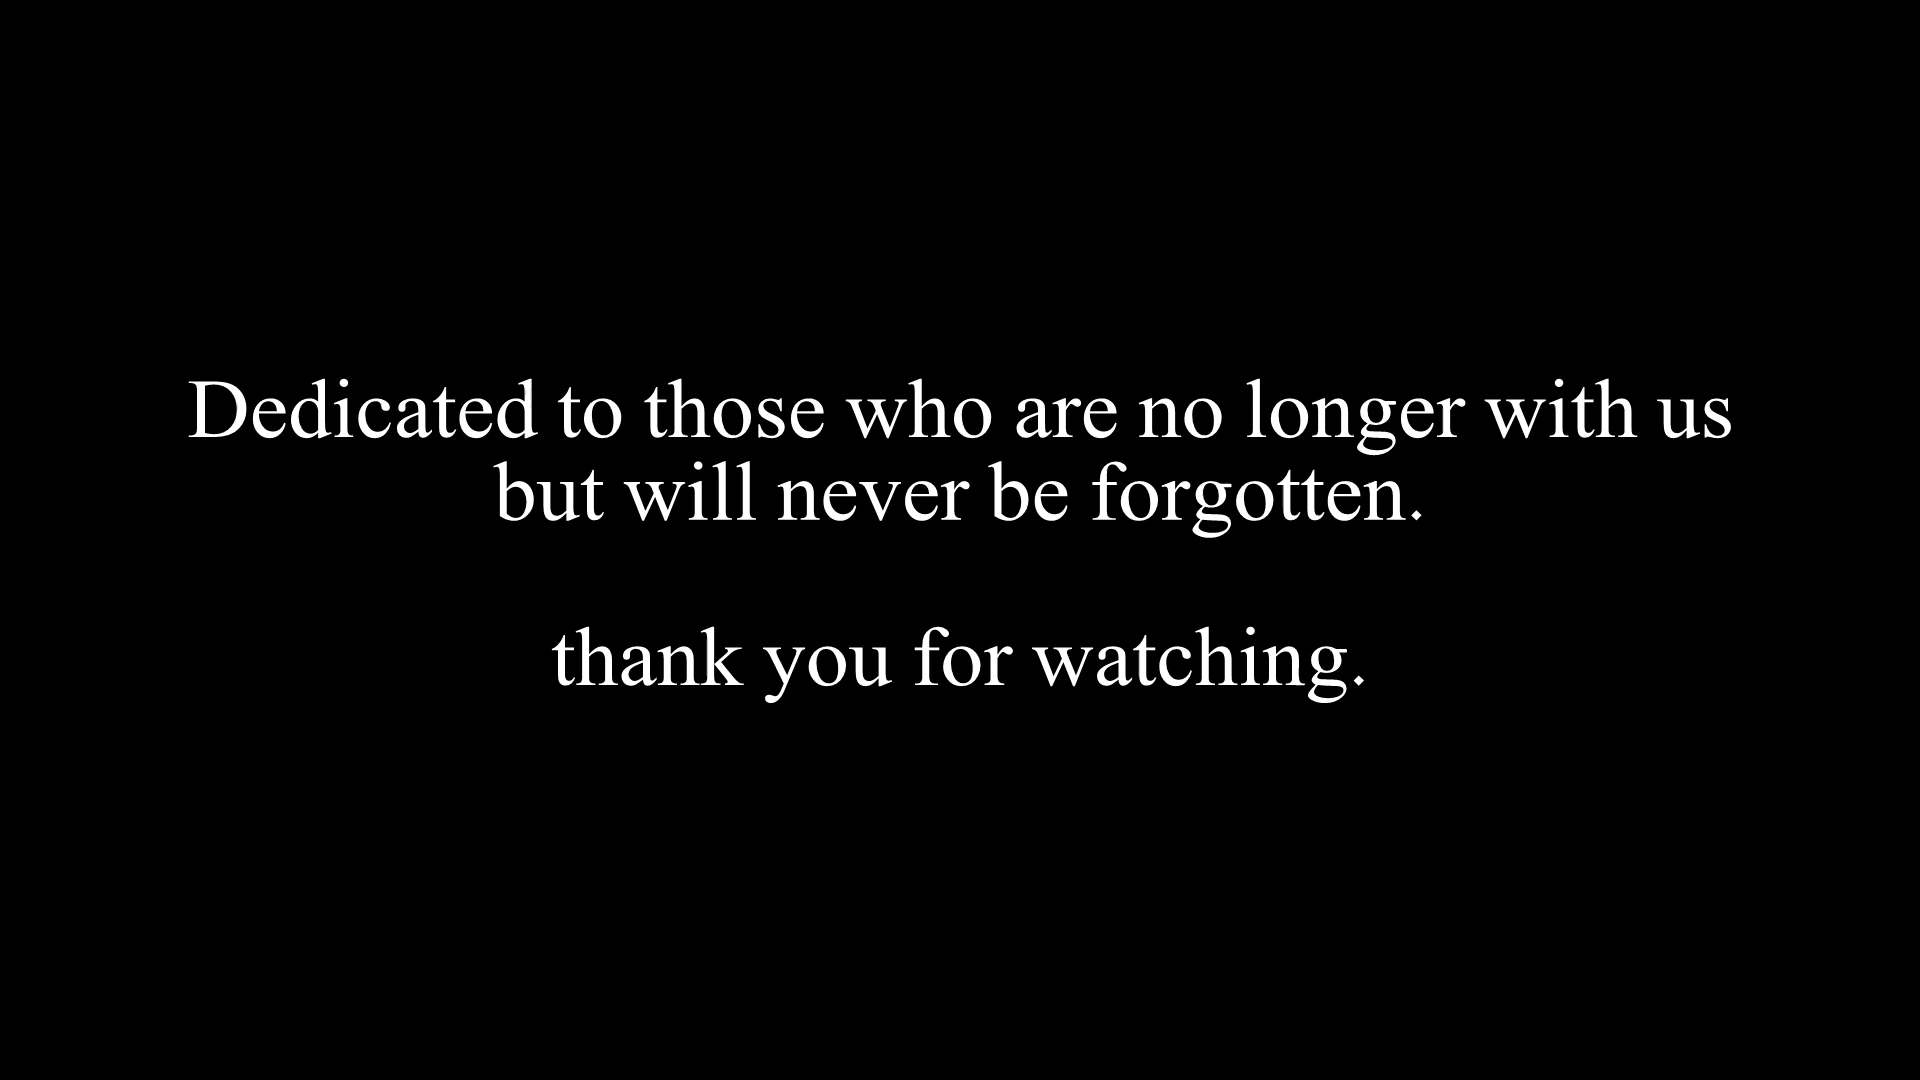 Dedicated to those who are no longer with us
but will never be forgotten.
thank you for watching.